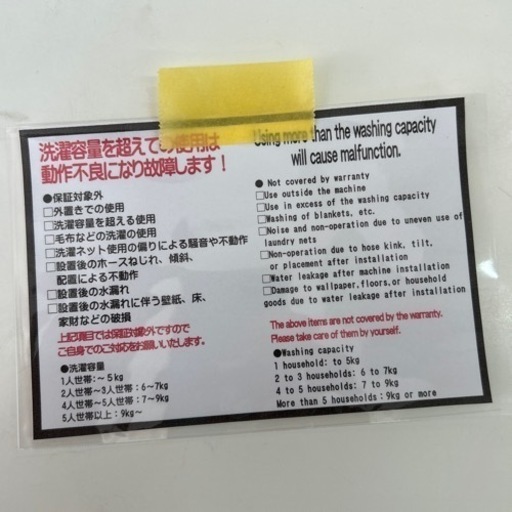 洗濯容量を超えての使用は
動作不良になり故障します！
●保証対象外
□外置きでの使用
□洗濯容量を超える使用
□毛布などの洗濯の使用
□洗濯ネット使用の偏りによる騒音や不動作
□設置後のホースねじれ、傾斜、
配置による不動作
□設置後の水漏れ
□設置後の水漏れに伴う壁紙、床、
家財などの破損
上記項目では保証対象外ですので
ご自身でのご対応をお願いいたします。
●洗濯容量
1人世帯：～5kg
2人世帯～3人世帯：6～7kg
4人世帯～5人世帯：7～9kg
5人世帯以上：9kg～
Using more than the washing capacity
will cause malfunction.
● Not covered by warranty
□Use outside the machine
□Use in excess of the washing capacity
□Washing of blankets, etc.
□Noise and non-operation due to uneven use of
laundry nets
□Non-operation due to hose kink, tilt,
or placement after installation
□Water leakage after machine installation
□Damage to wallpaper,floors,or household
goods due to water leakage after installation
The above items are not covered by the warranty.
Please take care of them by yourself.
●Washing capacity
1 household: to 5kg
2 to 3 households: 6 to 7kg
4 to 5 households: 7 to 9kg
More than 5 households：9kg or more